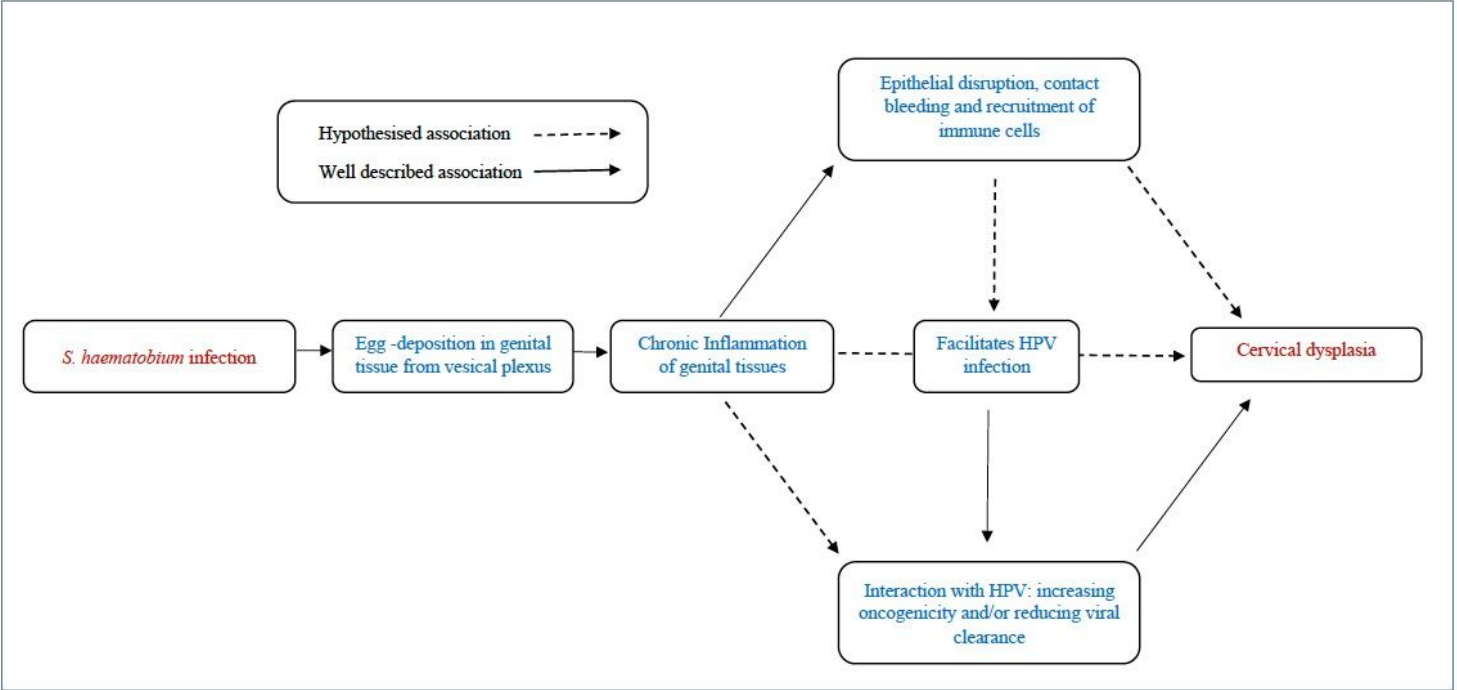 Hypothesised association
Well described association
Epithelial disruption, contact
bleeding and recruitment of
immune cells
S. haematobium infection
Egg -deposition in genital
tissue from vesical plexus
Chronic Inflammation
of genital tissues
Facilitates HPV
infection
Cervical dysplasia
Interaction with HPV: increasing
oncogenicity and/or reducing viral
clearance